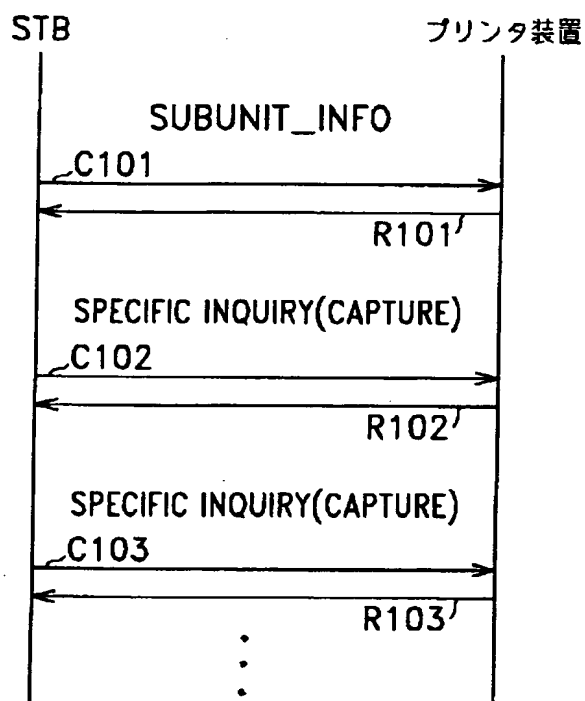 STB
プリンタ装置
SUBUNIT_INFO
C101
R101
SPECIFIC INQUIRY(CAPTURE)
C102
R102
SPECIFIC INQUIRY(CAPTURE)
C103
R103